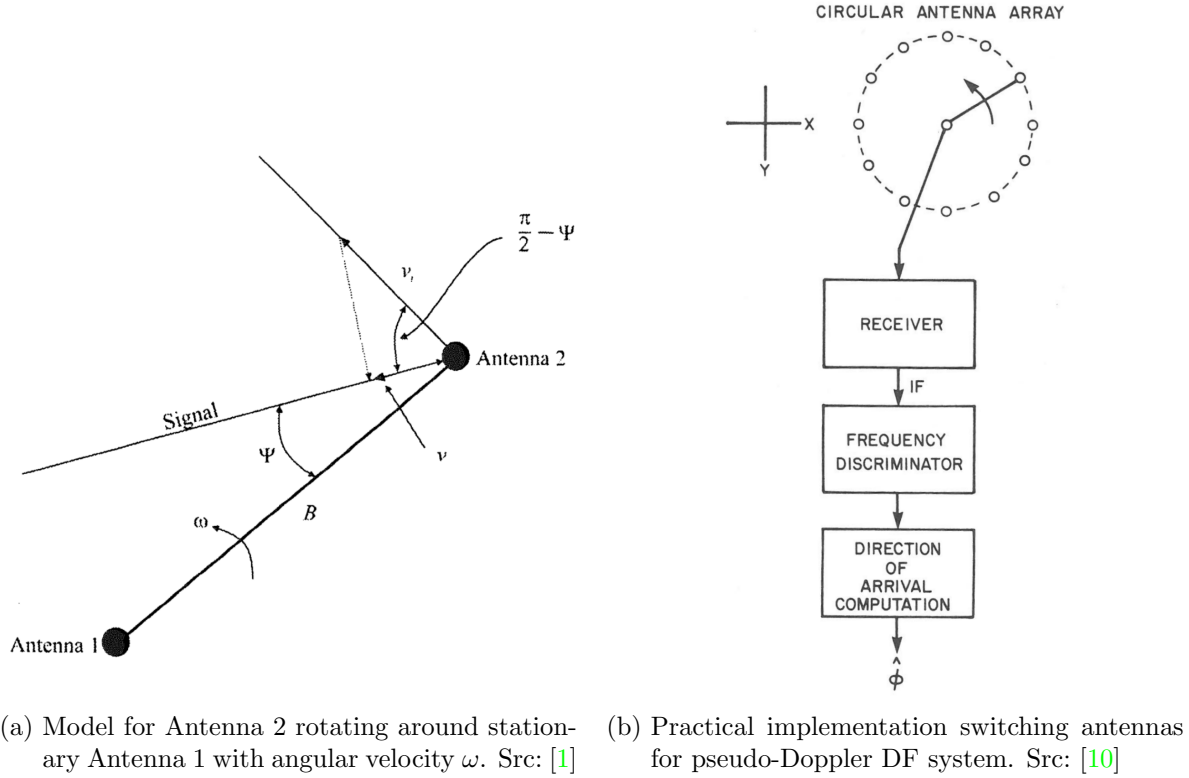 π/2 − Ψ
ν_t
Antenna 2
Signal
Ψ
ν
B
ω
Antenna 1
CIRCULAR ANTENNA ARRAY
X
Y
RECEIVER
IF
FREQUENCY
DISCRIMINATOR
DIRECTION
OF
ARRIVAL
COMPUTATION
ϕ̂
(a) Model for Antenna 2 rotating around station-
ary Antenna 1 with angular velocity ω. Src: [1]
(b) Practical implementation switching antennas
for pseudo-Doppler DF system. Src: [10]